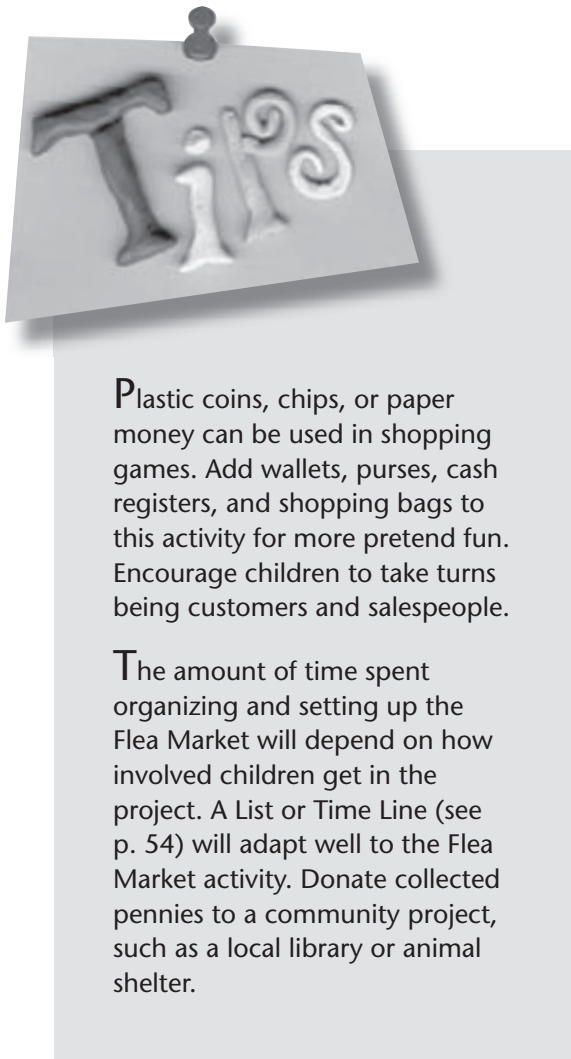 Tips
Plastic coins, chips, or paper
money can be used in shopping
games. Add wallets, purses, cash
registers, and shopping bags to
this activity for more pretend fun.
Encourage children to take turns
being customers and salespeople.
The amount of time spent
organizing and setting up the
Flea Market will depend on how
involved children get in the
project. A List or Time Line (see
p. 54) will adapt well to the Flea
Market activity. Donate collected
pennies to a community project,
such as a local library or animal
shelter.